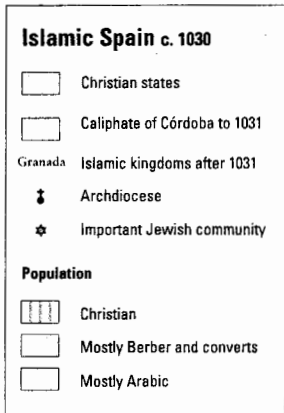 Islamic Spain c. 1030
Christian states
Caliphate of Córdoba to 1031
Granada Islamic kingdoms after 1031
Archdiocese
Important Jewish community
Population
Christian
Mostly Berber and converts
Mostly Arabic